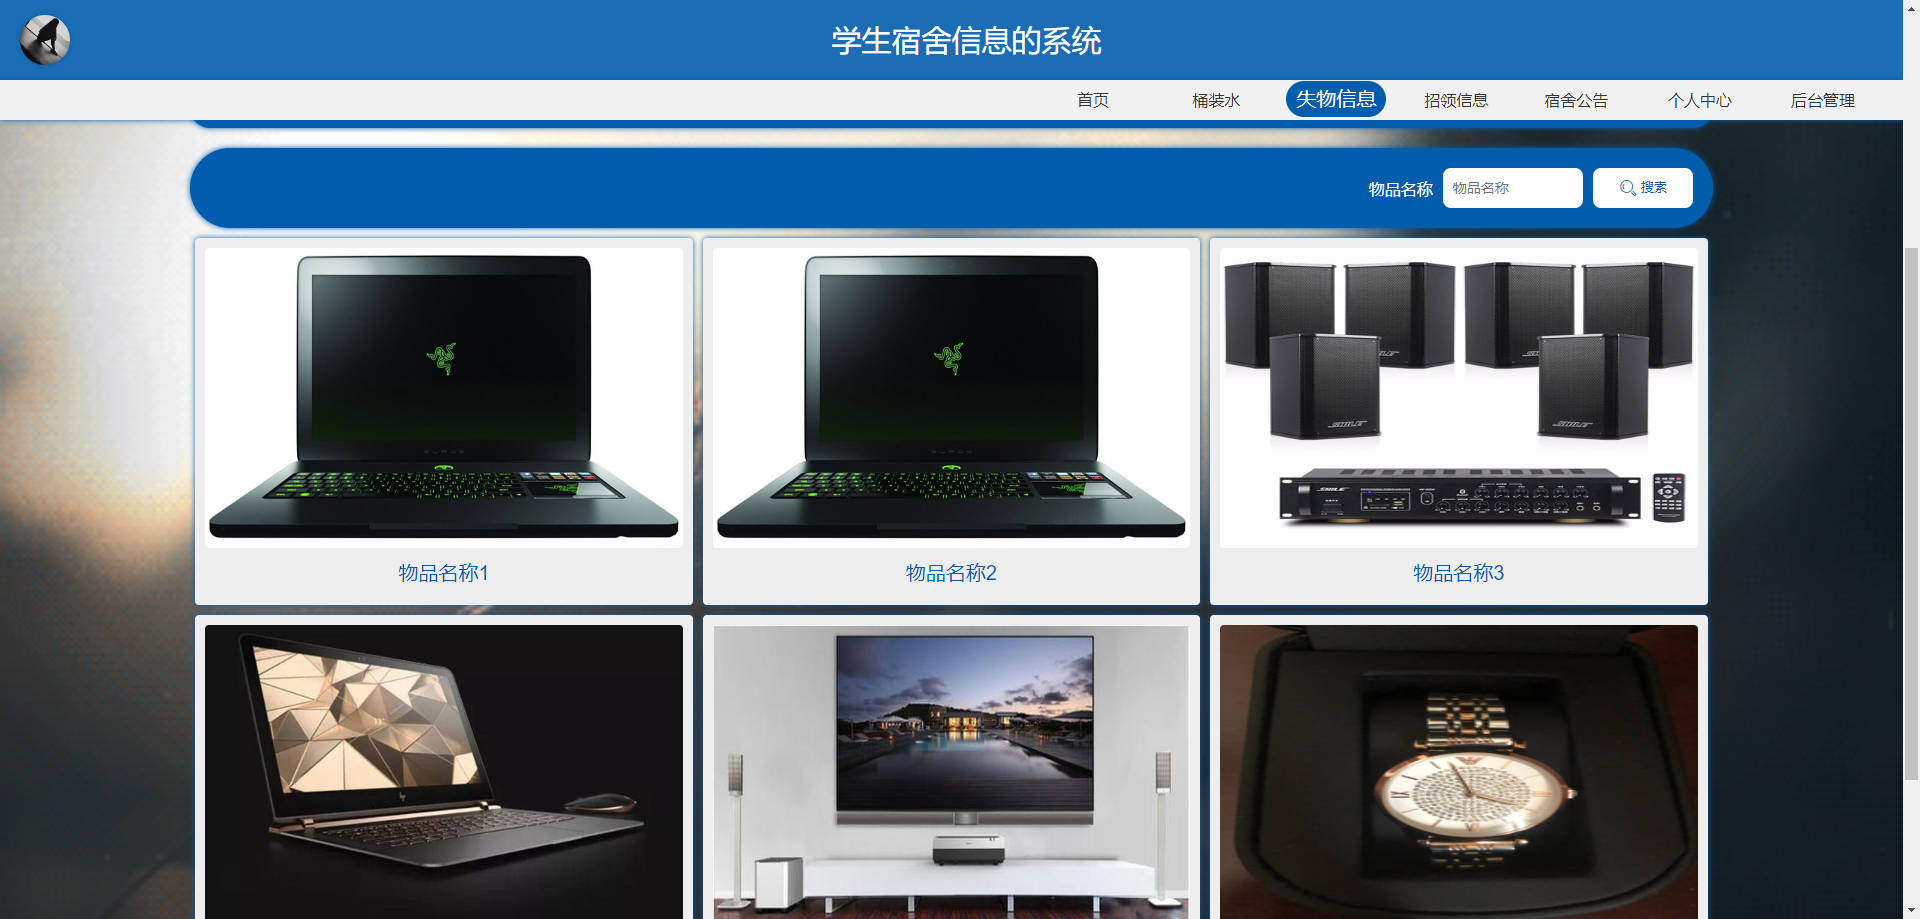 学生宿舍信息的系统
首页 桶装水 失物信息 招领信息 宿舍公告 个人中心 后台管理
物品名称 物品名称 搜索
物品名称1 物品名称2 物品名称3